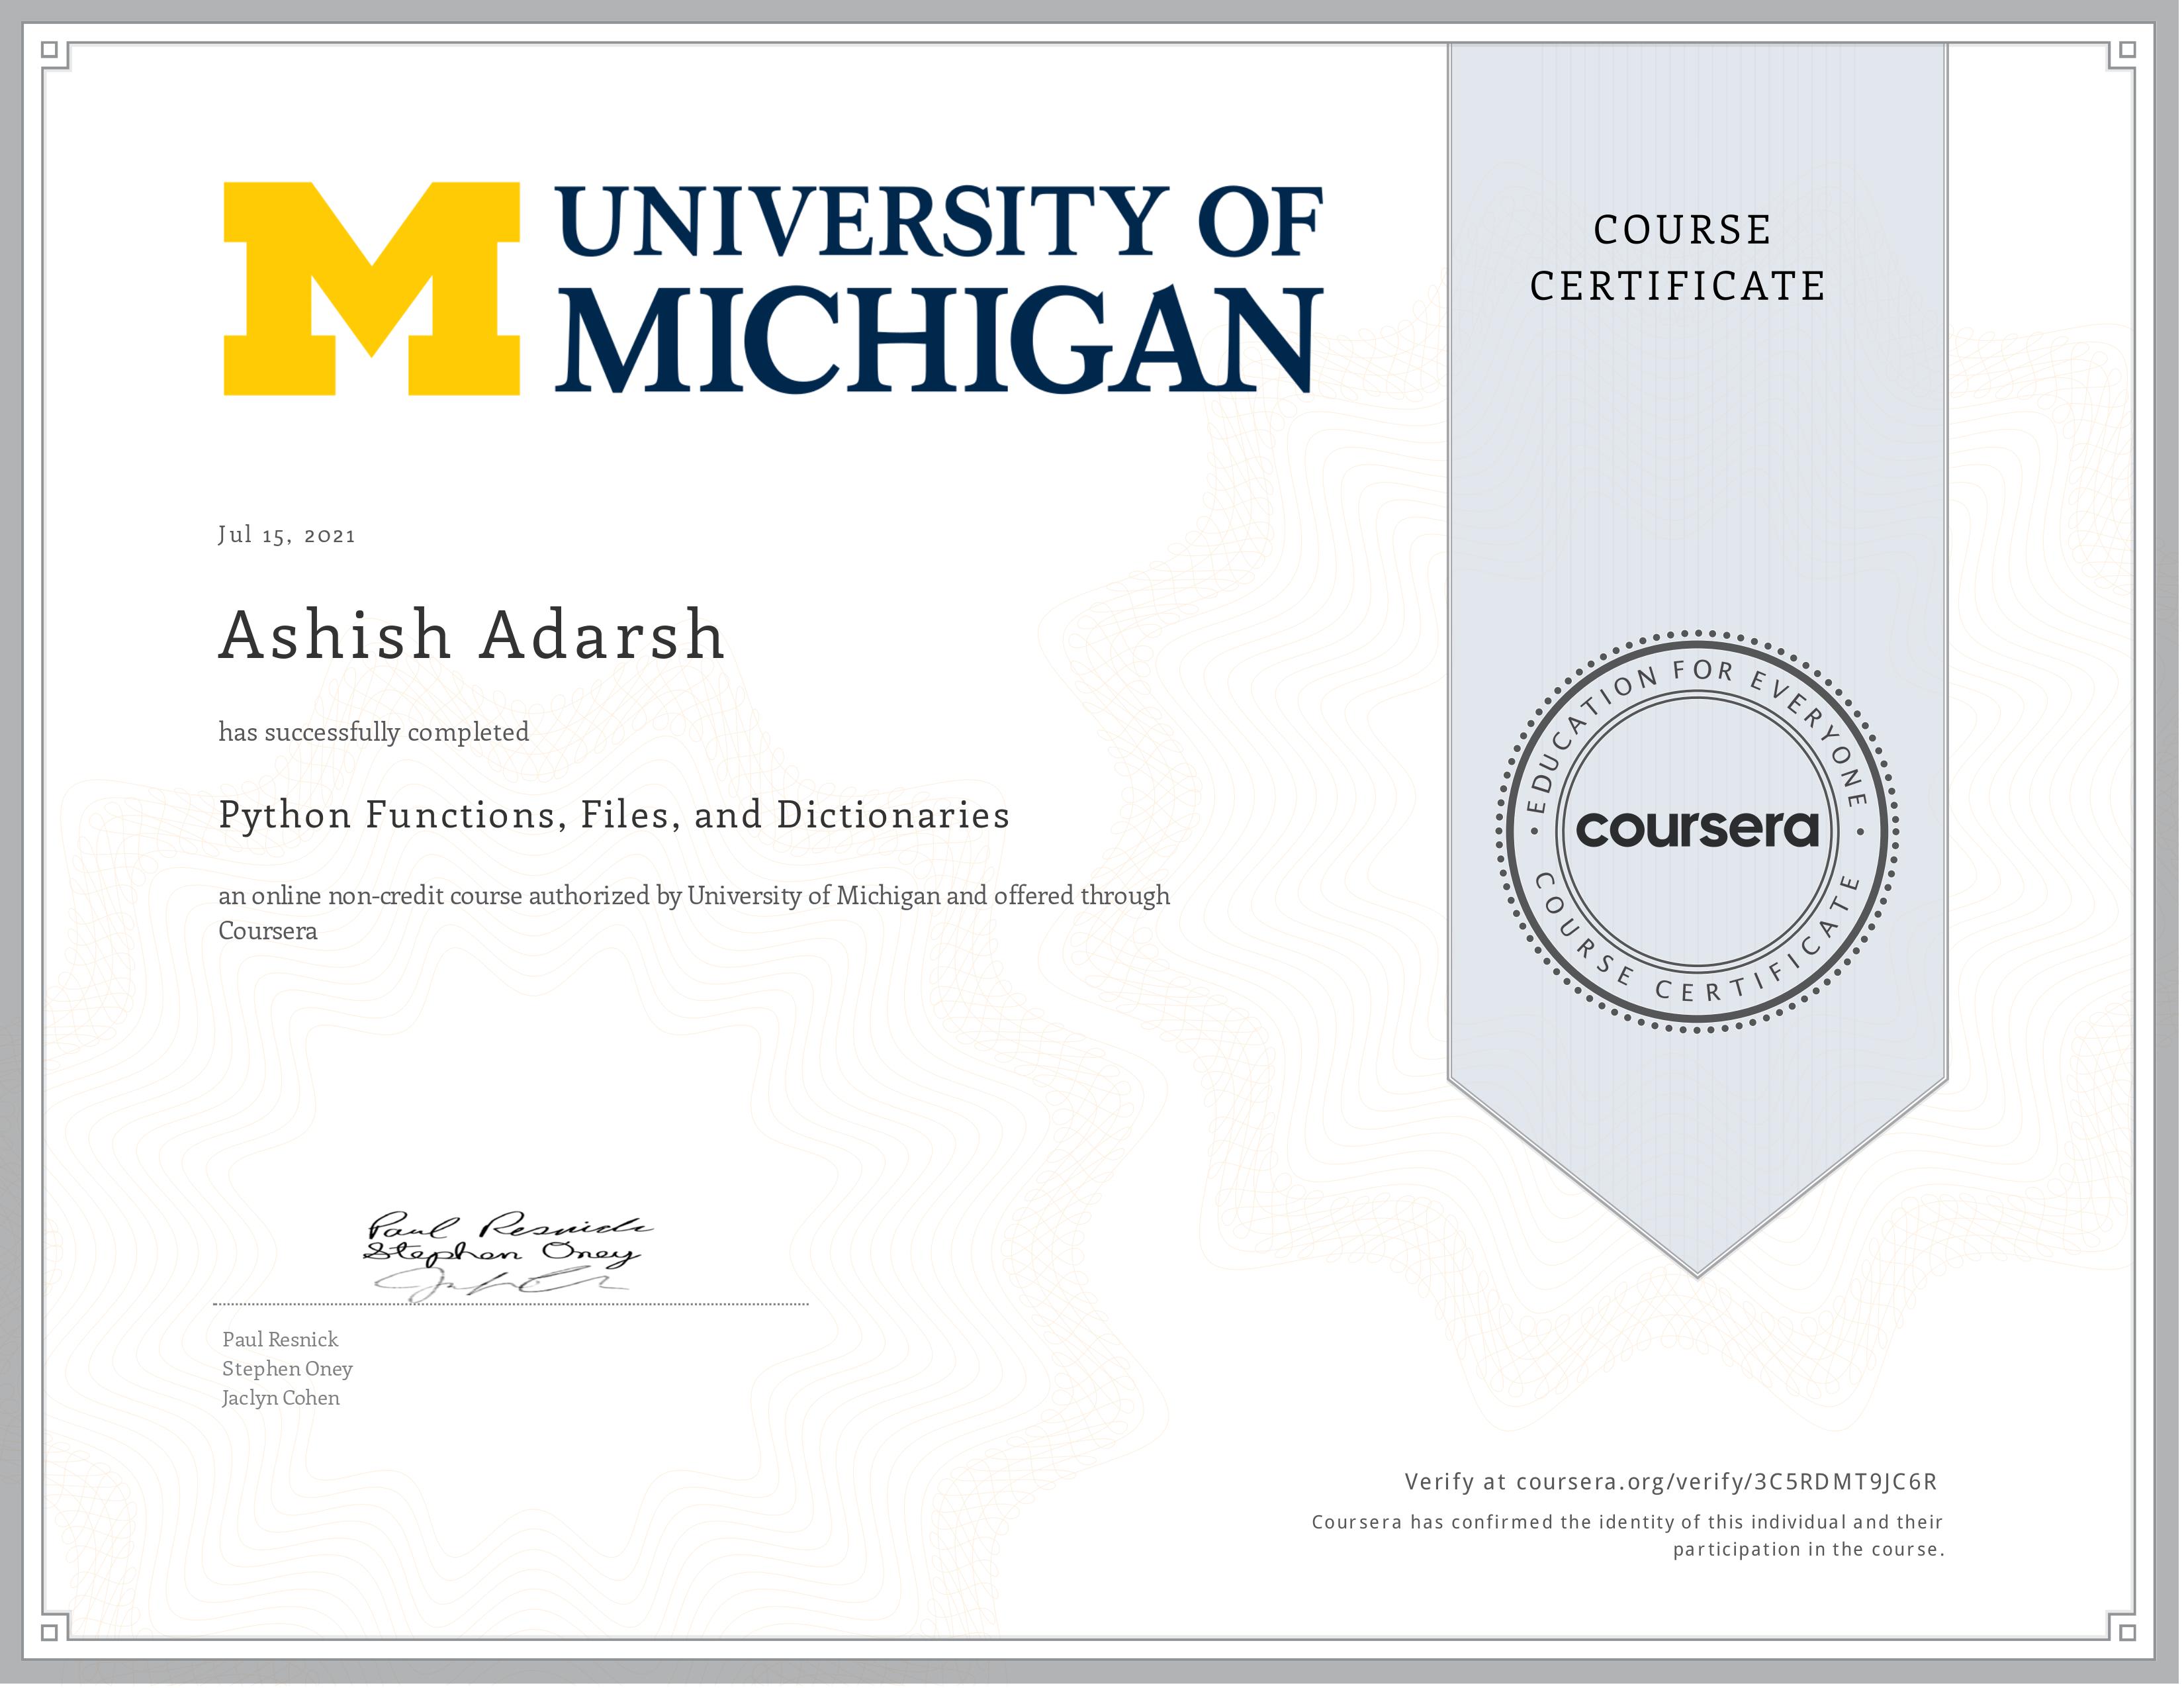 UNIVERSITY OF
MICHIGAN
COURSE
CERTIFICATE
Jul 15, 2021
Ashish Adarsh
has successfully completed
Python Functions, Files, and Dictionaries
an online non-credit course authorized by University of Michigan and offered through
Coursera
EDUCATION FOR EVERYONE
coursera
COURSE CERTIFICATE
Paul Resnick
Stephen Oney
Paul Resnick
Stephen Oney
Jaclyn Cohen
Verify at coursera.org/verify/3C5RDMT9JC6R
Coursera has confirmed the identity of this individual and their
participation in the course.